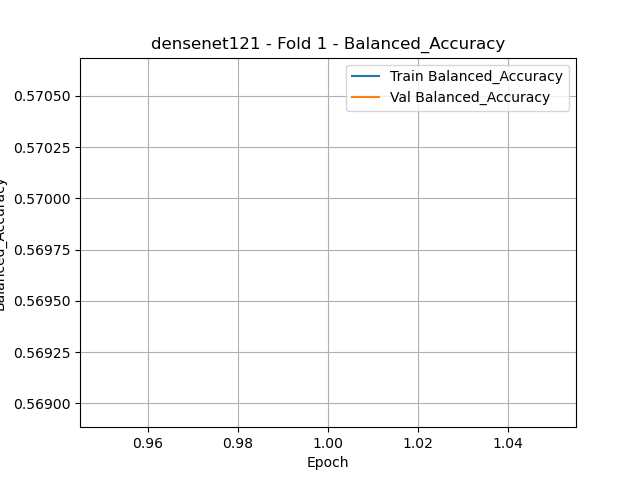 densenet121 - Fold 1 - Balanced_Accuracy
Train Balanced_Accuracy
Val Balanced_Accuracy
0.57050
0.57025
0.57000
0.56975
0.56950
0.56925
0.56900
Balanced_Accuracy
0.96 0.98 1.00 1.02 1.04
Epoch